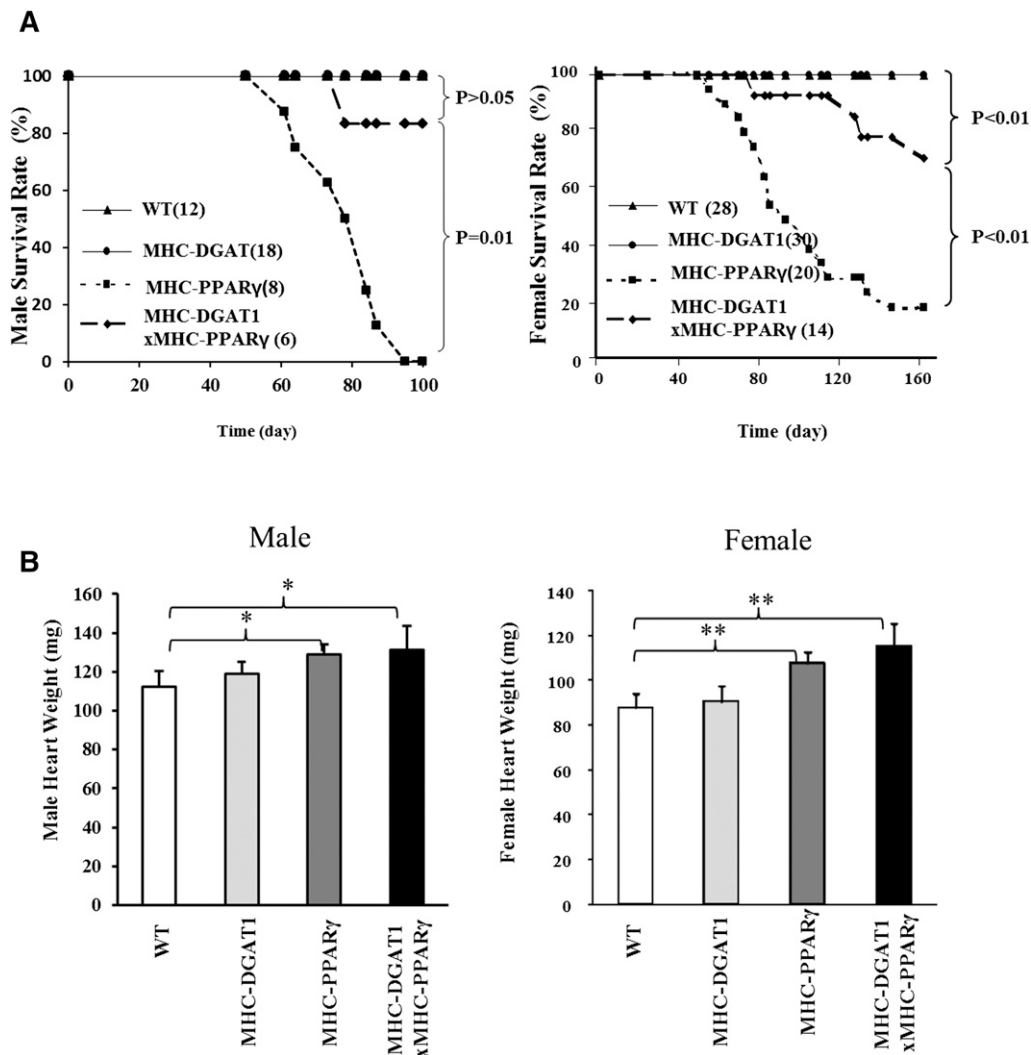 A
Male Survival Rate (%)
100
80
60
40
20
0
0 20 40 60 80 100
Time (day)
WT(12)
MHC-DGAT(18)
MHC-PPARγ(8)
MHC-DGAT1
xMHC-PPARγ (6)
P>0.05
P=0.01
Female Survival Rate (%)
100
80
60
40
20
0
0 40 80 120 160
Time (day)
WT (28)
MHC-DGAT1(30)
MHC-PPARγ(20)
MHC-DGAT1
xMHC-PPARγ (14)
P<0.01
P<0.01
B
Male
Male Heart Weight (mg)
160
140
120
100
80
60
40
20
0
*
*
WT
MHC-DGAT1
MHC-PPARγ
MHC-DGAT1
xMHC-PPARγ
Female
Female Heart Weight (mg)
140
120
100
80
60
40
20
0
**
**
WT
MHC-DGAT1
MHC-PPARγ
MHC-DGAT1
xMHC-PPARγ